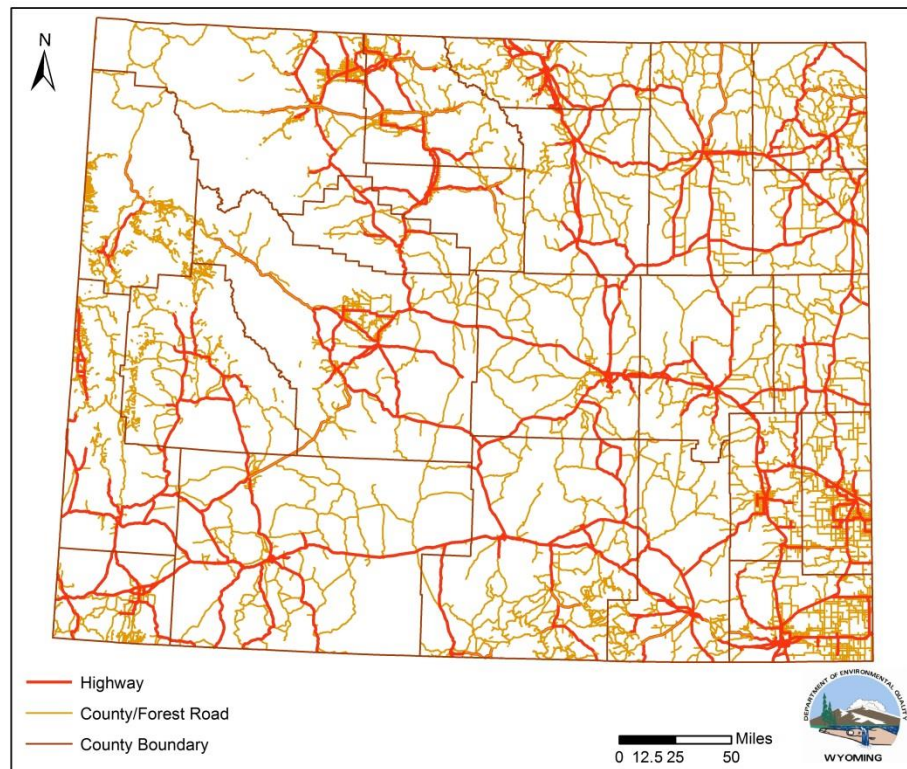 N
Highway
County/Forest Road
County Boundary
Miles
0 12.5 25 50
DEPARTMENT OF ENVIRONMENTAL QUALITY
WYOMING